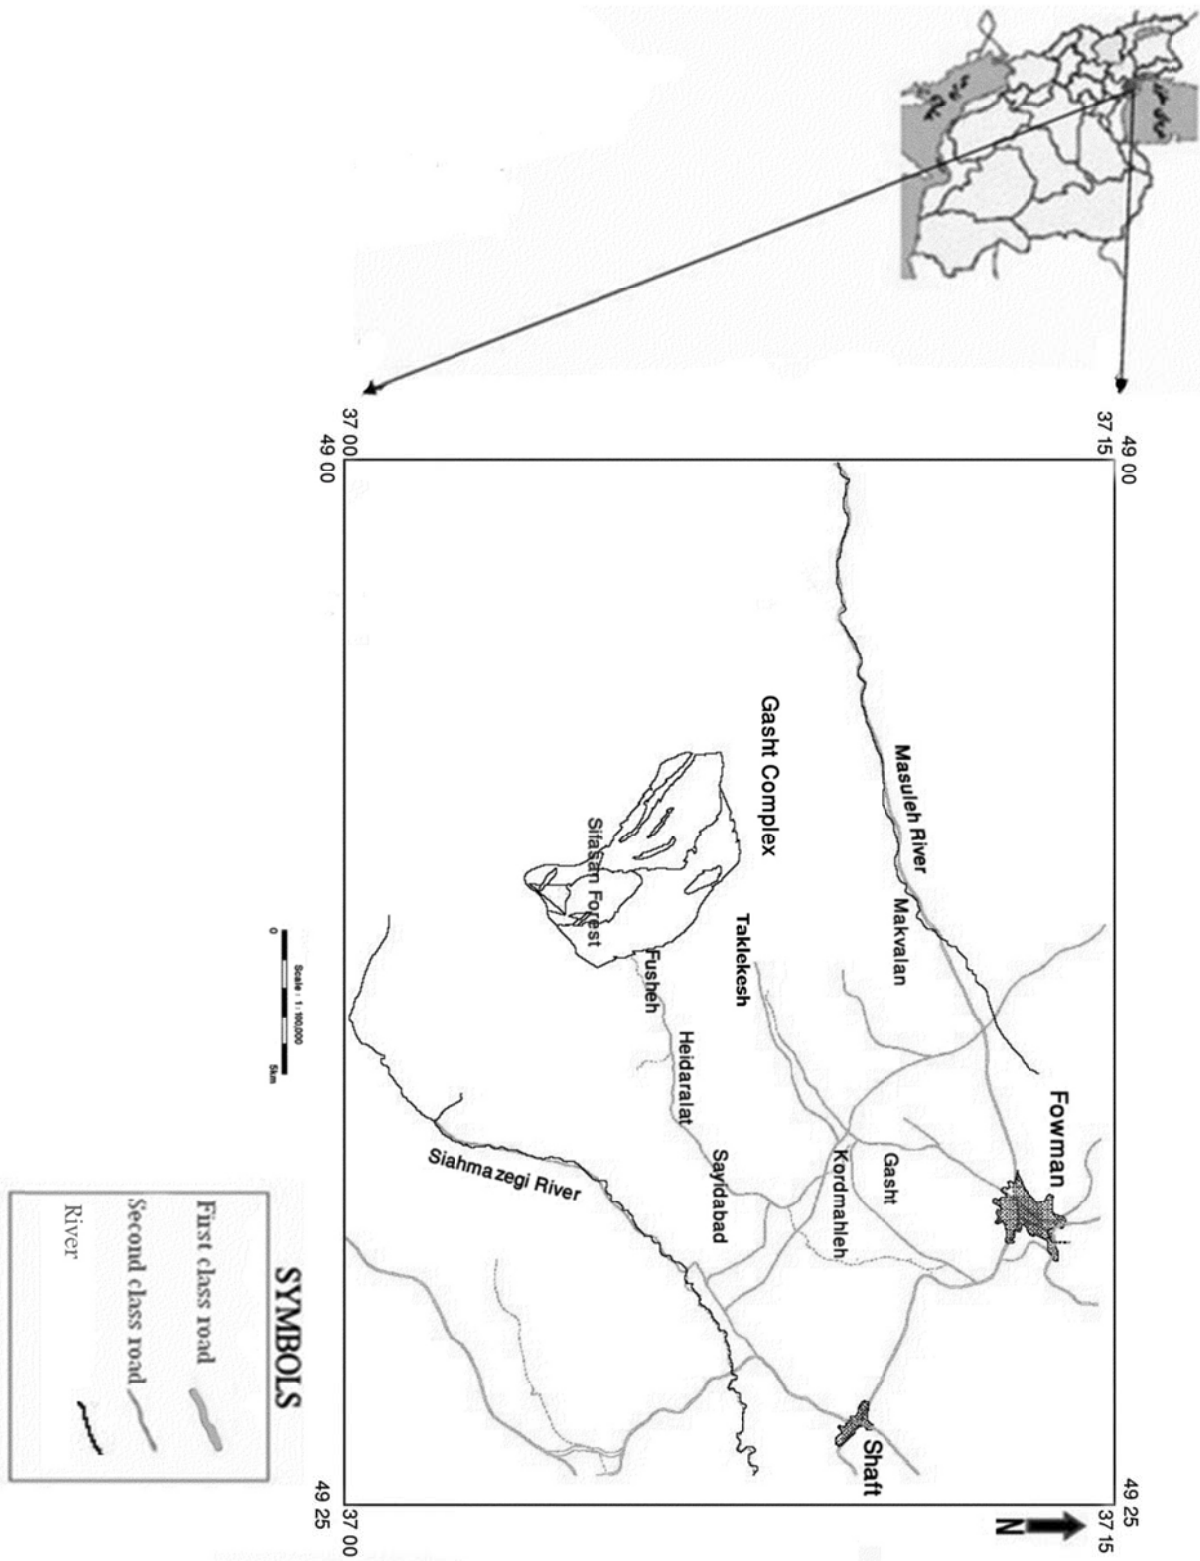 49 00
49 25
37 15
37 15
N
Fowman
Masuleh River
Makvalan
Gasht
Shaft
Kordmahleh
Gasht Complex
Taklekesh
Sayidabad
Heidaralat
Fusheh
Sifasan Forest
Siahmazegi River
37 00
37 00
49 00
49 25
Scale : 1 : 100,000
0 5km
SYMBOLS
First class road
Second class road
River